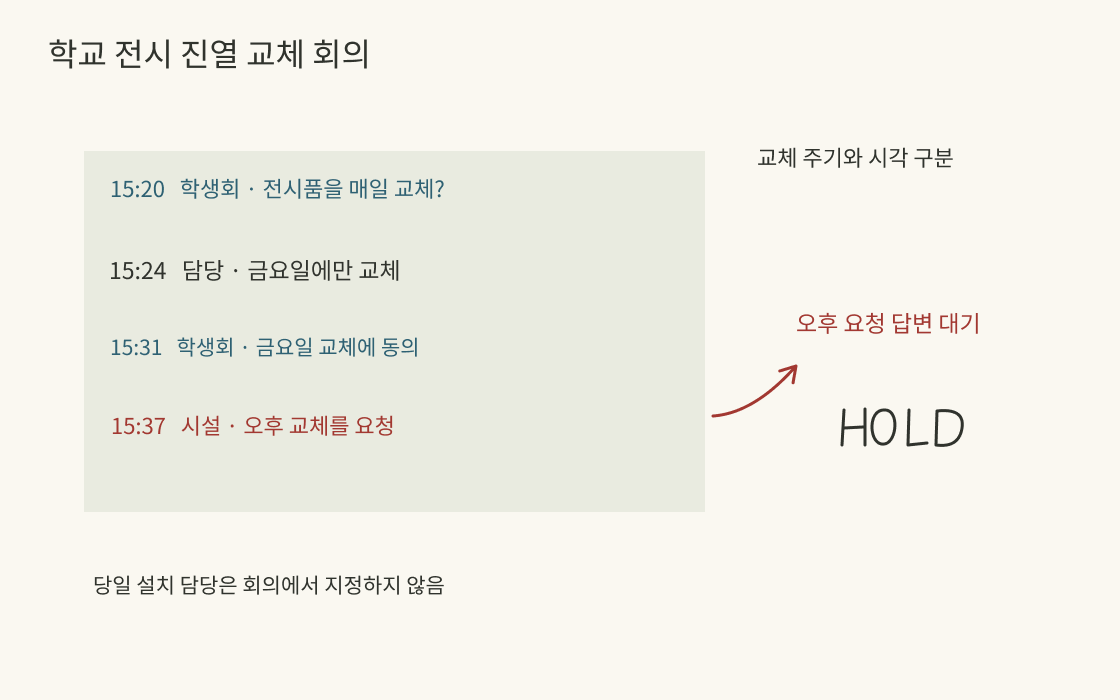 학교 전시 진열 교체 회의
교체 주기와 시각 구분
15:20 학생회 · 전시품을 매일 교체?
15:24 담당 · 금요일에만 교체
15:31 학생회 · 금요일 교체에 동의
15:37 시설 · 오후 교체를 요청
오후 요청 답변 대기
HOLD
당일 설치 담당은 회의에서 지정하지 않음